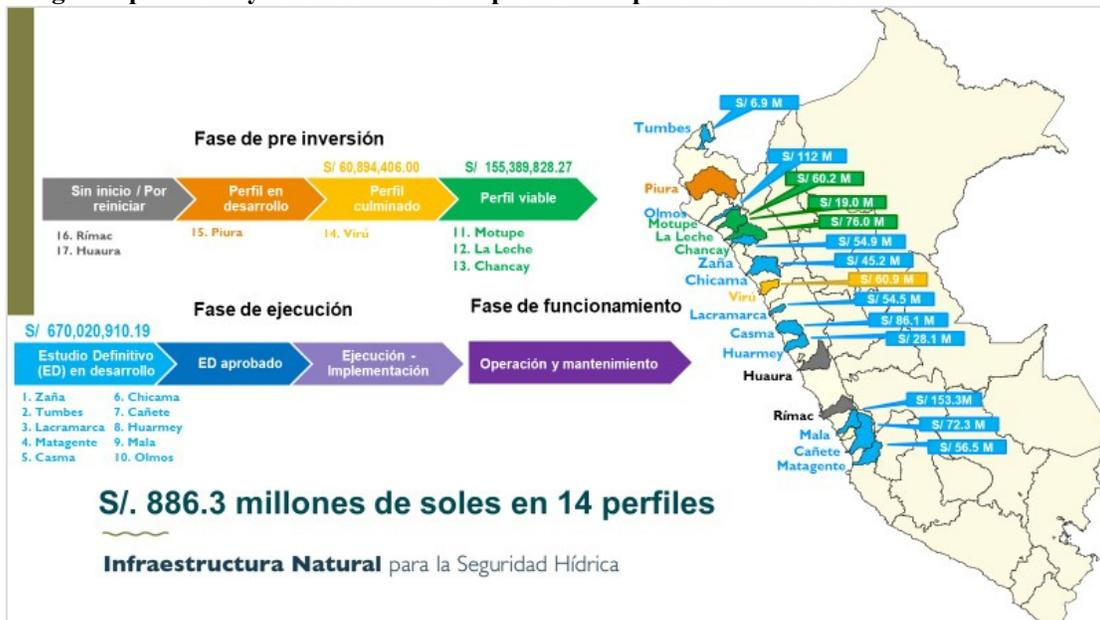 Fase de pre inversión
S/ 60,894,406.00
S/ 155,389,828.27
Sin inicio / Por
reiniciar
Perfil en
desarrollo
Perfil
culminado
Perfil viable
16. Rímac
17. Huaura
15. Piura
14. Virú
11. Motupe
12. La Leche
13. Chancay
Fase de ejecución
Fase de funcionamiento
S/ 670,020,910.19
Estudio Definitivo
(ED) en desarrollo
ED aprobado
Ejecución -
Implementación
Operación y mantenimiento
1. Zaña
2. Tumbes
3. Lacramarca
4. Matagente
5. Casma
6. Chicama
7. Cañete
8. Huarmey
9. Mala
10. Olmos
S/. 886.3 millones de soles en 14 perfiles
Infraestructura Natural para la Seguridad Hídrica
S/ 6.9 M
Tumbes
S/ 112 M
S/ 60.2 M
Piura
S/ 19.0 M
Olmos
Motupe
S/ 76.0 M
La Leche
Chancay
S/ 54.9 M
Zaña
S/ 45.2 M
Chicama
S/ 60.9 M
Virú
S/ 54.5 M
Lacramarca
S/ 86.1 M
Casma
S/ 28.1 M
Huarmey
Huaura
S/ 153.3M
Rímac
S/ 72.3 M
Mala
S/ 56.5 M
Cañete
Matagente